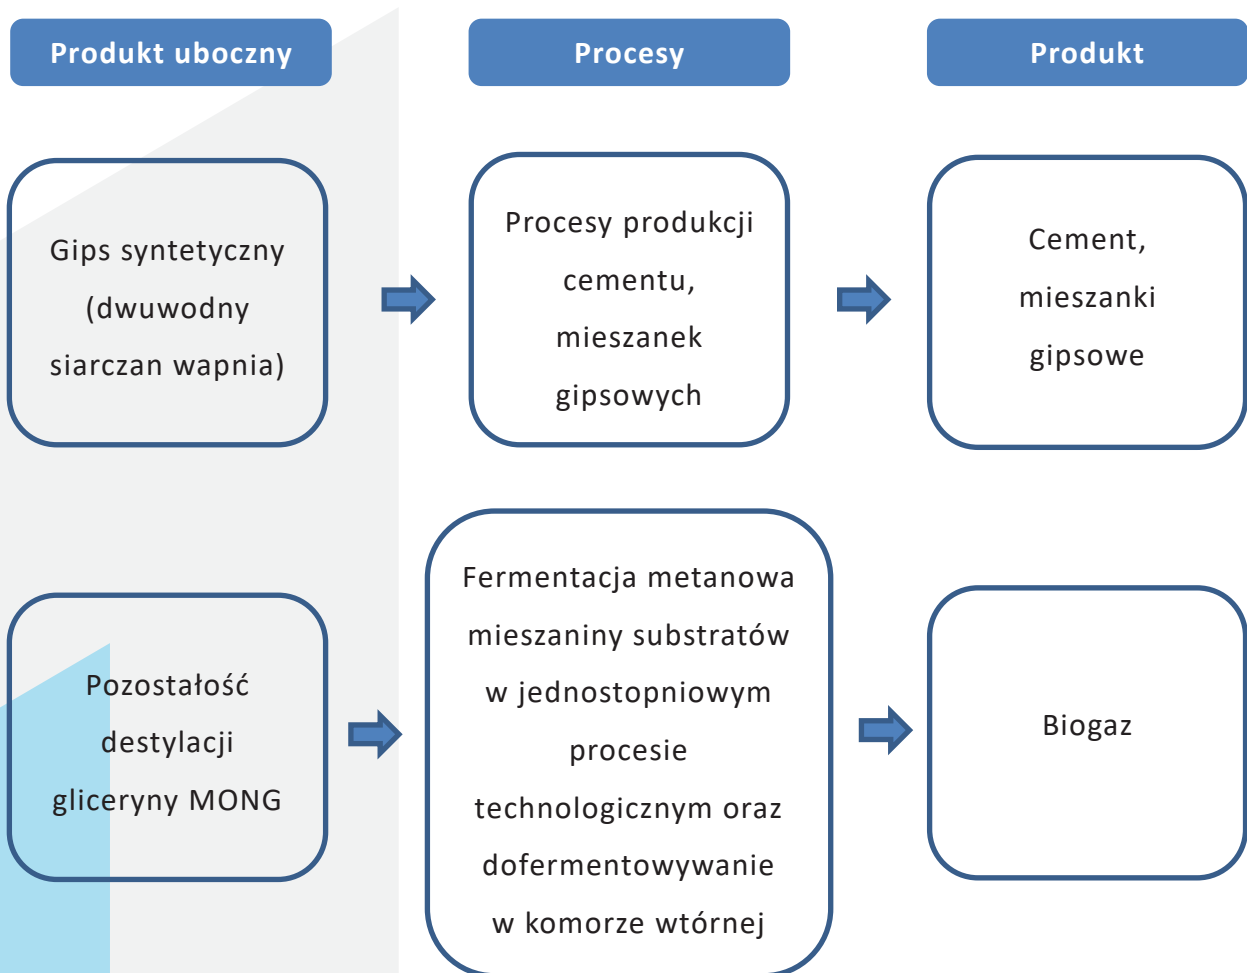 Produkt uboczny
Procesy
Produkt
Gips syntetyczny
(dwuwodny
siarczan wapnia)
Procesy produkcji
cementu,
mieszanek
gipsowych
Cement,
mieszanki
gipsowe
Pozostałość
destylacji
gliceryny MONG
Fermentacja metanowa
mieszaniny substratów
w jednostopniowym
procesie
technologicznym oraz
dofermentowywanie
w komorze wtórnej
Biogaz